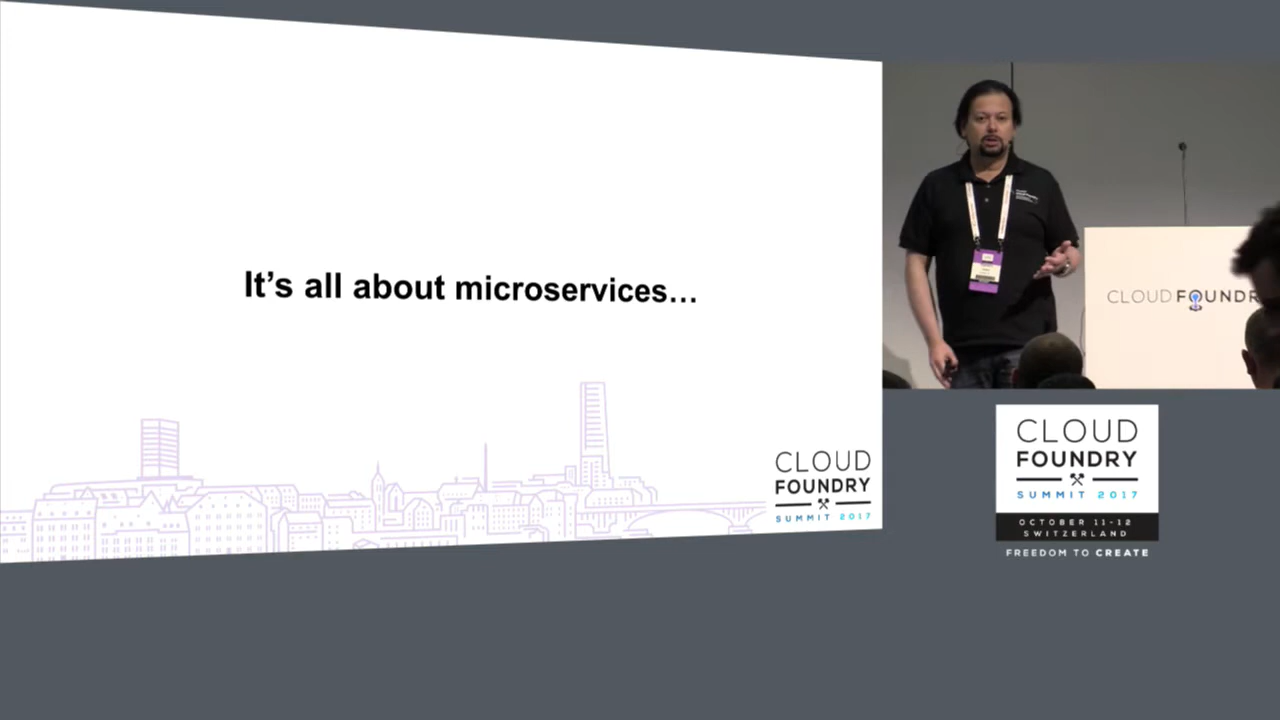 It's all about microservices...
CLOUD
FOUNDRY
SUMMIT 2017
CLOUD FOUNDR
CLOUD
FOUNDRY
SUMMIT 2017
OCTOBER 11-12
SWITZERLAND
FREEDOM TO CREATE